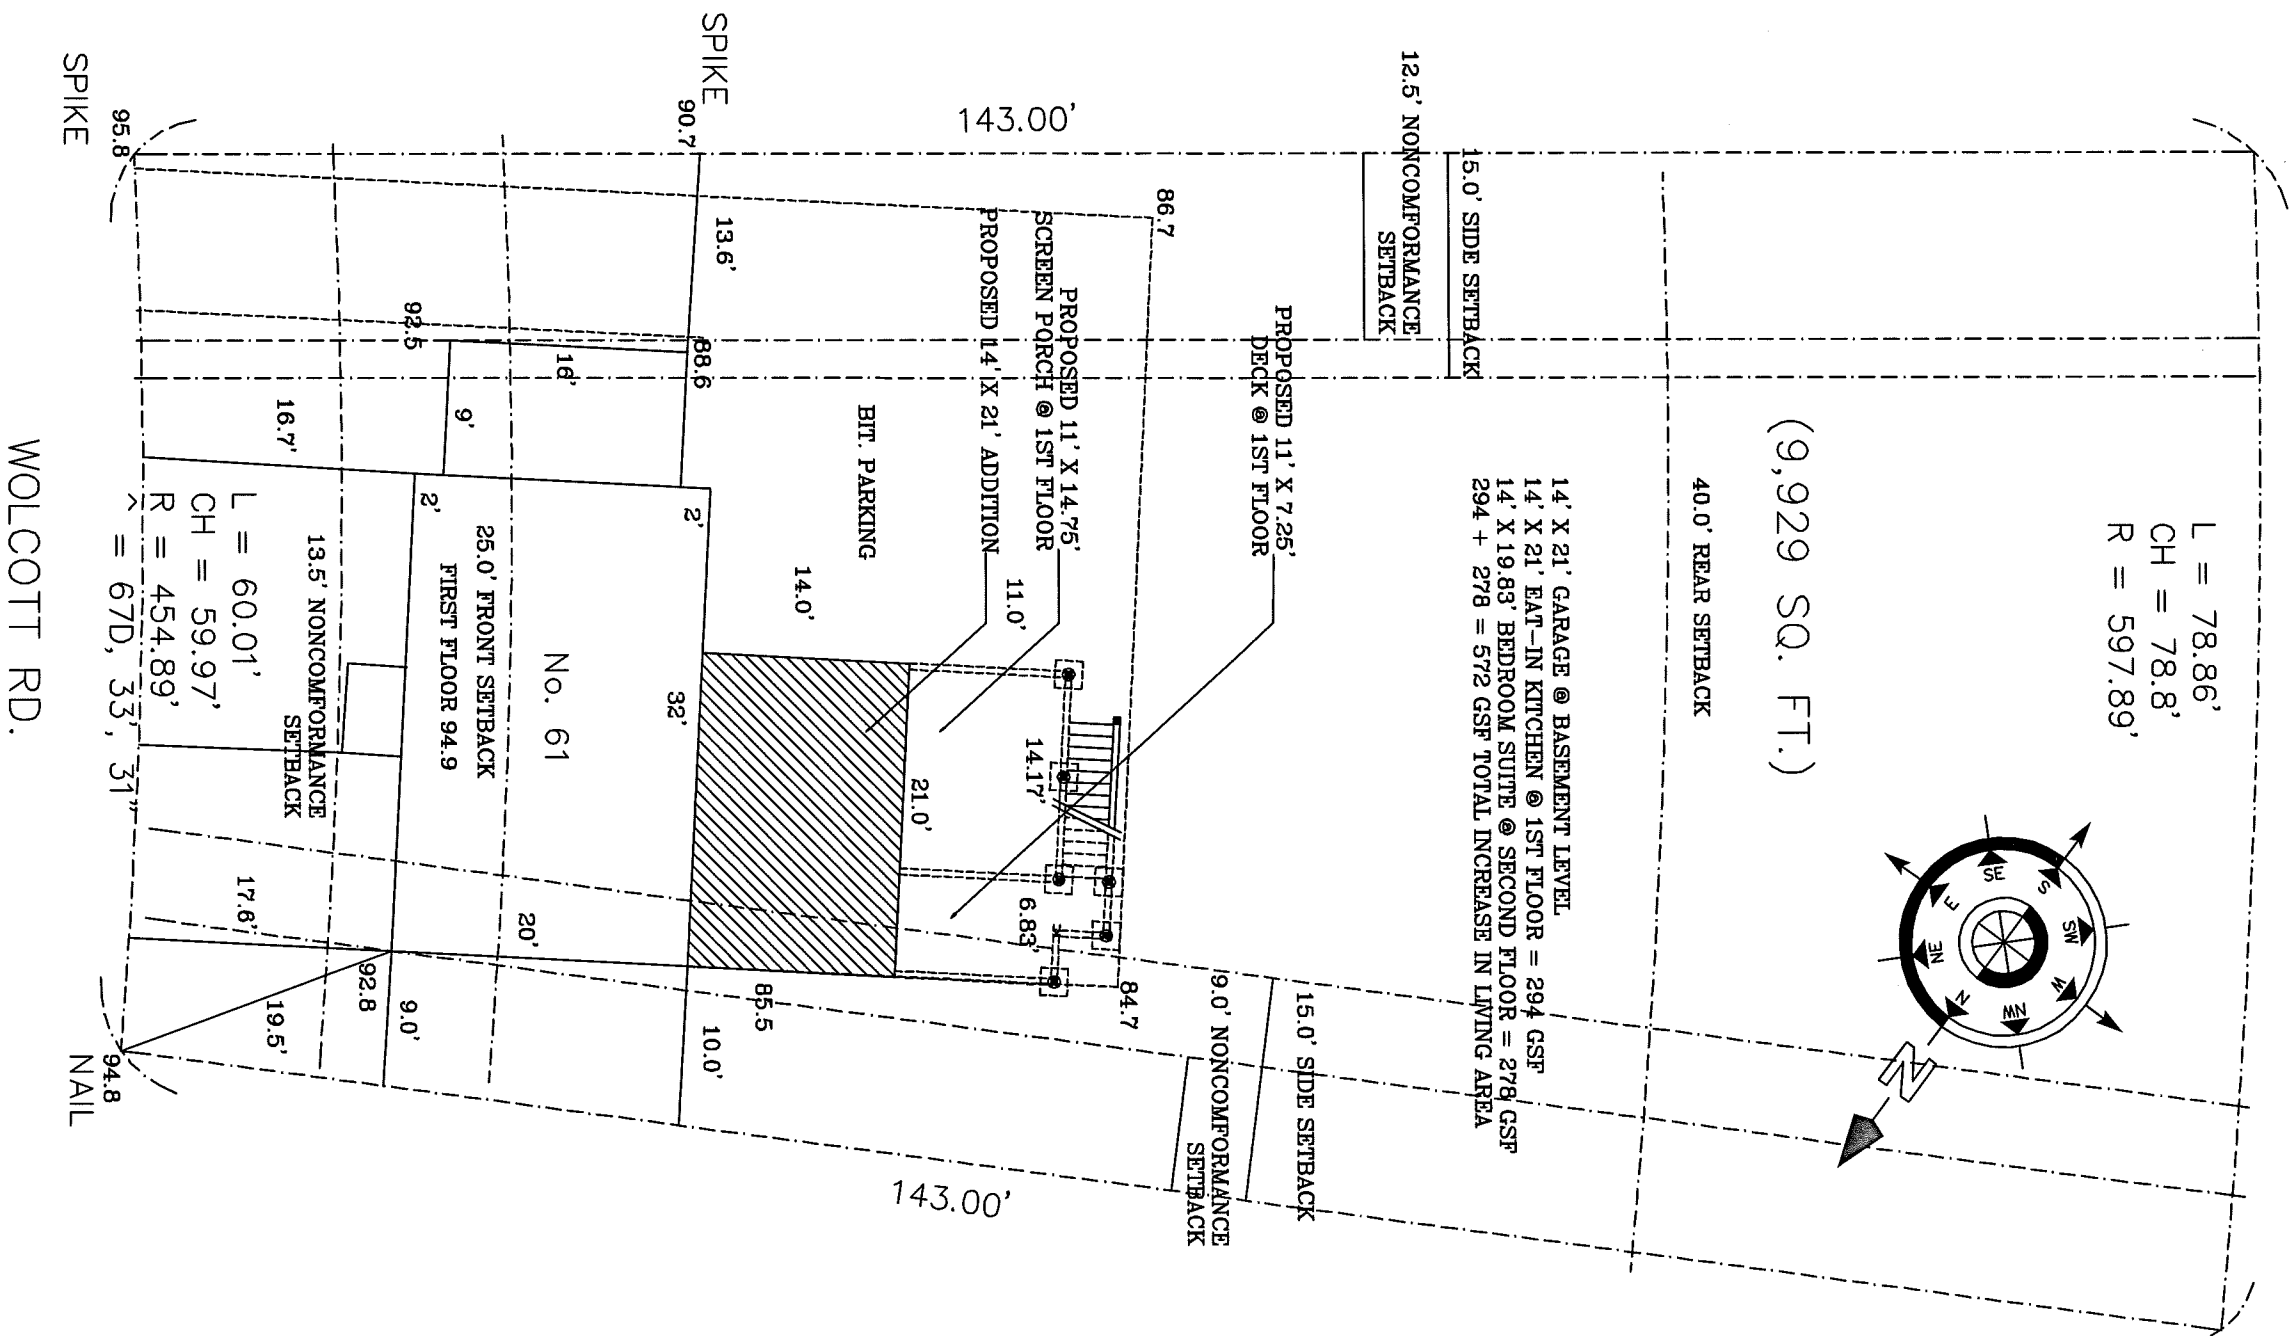 L = 78.86'
CH = 78.8'
R = 597.89'
(9,929 SQ. FT.)
40.0' REAR SETBACK
14' X 21' GARAGE @ BASEMENT LEVEL
14' X 21' EAT-IN KITCHEN @ 1ST FLOOR = 294 GSF
14' X 19.83' BEDROOM SUITE @ SECOND FLOOR = 278 GSF
294 + 278 = 572 GSF TOTAL INCREASE IN LIVING AREA
S
SW
W
NW
N
NE
E
SE
N
15.0' SIDE SETBACK
12.5' NONCOMFORMANCE
SETBACK
15.0' SIDE SETBACK
9.0' NONCOMFORMANCE
SETBACK
PROPOSED 11' X 7.25'
DECK @ 1ST FLOOR
PROPOSED 11' X 14.75'
SCREEN PORCH @ 1ST FLOOR
PROPOSED 14' X 21' ADDITION
143.00'
143.00'
86.7
84.7
11.0'
14.17'
6.83'
21.0'
BIT. PARKING
14.0'
85.5
SPIKE
90.7
13.6'
88.6
2'
32'
10.0'
16'
No. 61
20'
9'
92.5
25.0' FRONT SETBACK
FIRST FLOOR 94.9
2'
9.0'
92.8
16.7'
13.5' NONCOMFORMANCE
SETBACK
17.6'
19.5'
L = 60.01'
CH = 59.97'
R = 454.89'
^ = 67D, 33', 31"
SPIKE
95.8
94.8
NAIL
WOLCOTT RD.